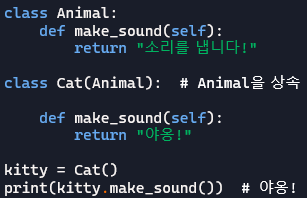 class Animal:
    def make_sound(self):
        return "소리를 냅니다!"
class Cat(Animal):  # Animal을 상속
    def make_sound(self):
        return "야옹!"
kitty = Cat()
print(kitty.make_sound())  # 야옹!